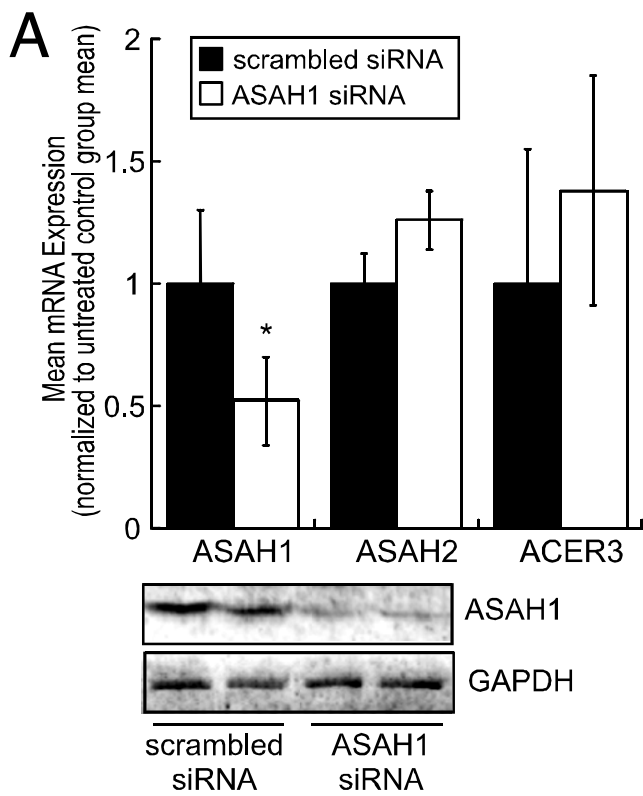 A
Mean mRNA Expression
(normalized to untreated control group mean)
2
1.5
1
0.5
0
scrambled siRNA
ASAH1 siRNA
*
ASAH1
ASAH2
ACER3
ASAH1
GAPDH
scrambled
siRNA
ASAH1
siRNA